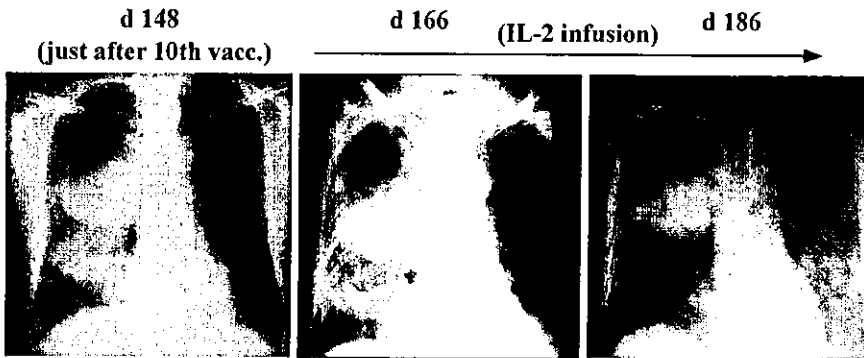 d 148
(just after 10th vacc.)
d 166
(IL-2 infusion)
d 186